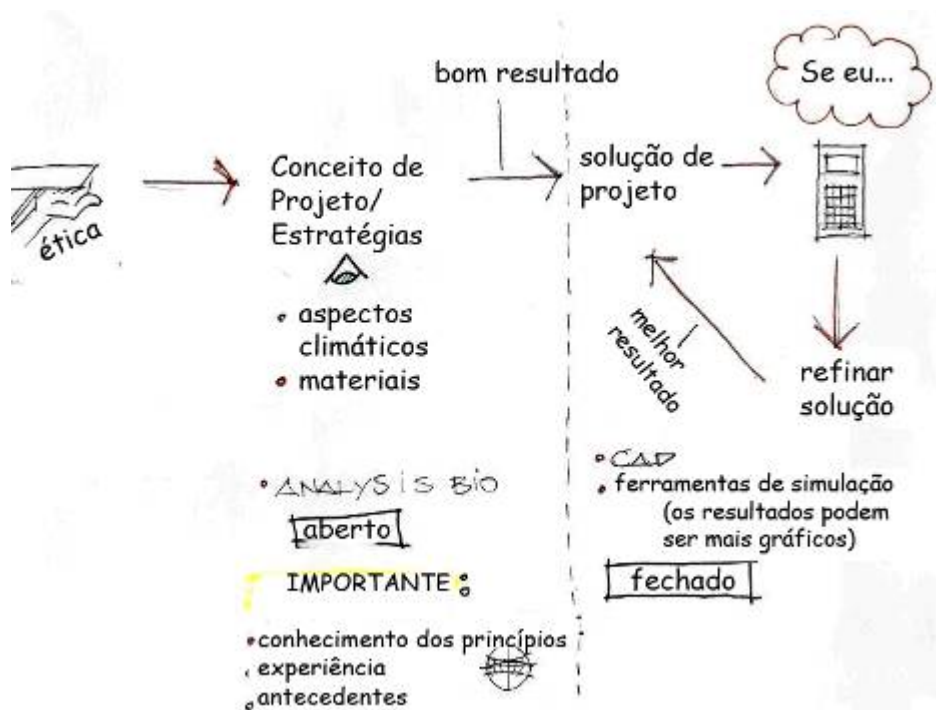 bom resultado
Se eu...
ética
Conceito de
Projeto/
Estratégias
• aspectos
climáticos
• materiais
solução de
projeto
melhor
resultado
refinar
solução
• ANALYSIS BIO
aberto
IMPORTANTE:
• conhecimento dos princípios
• experiência
• antecedentes
• CAD
• ferramentas de simulação
(os resultados podem
ser mais gráficos)
fechado